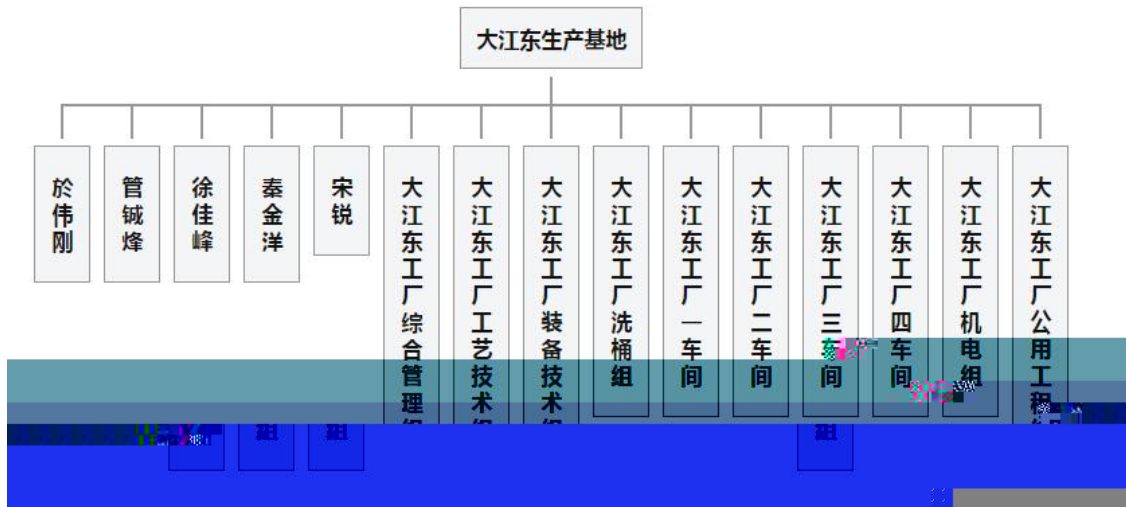 大江东生产基地
於伟刚
管铖烽
徐佳峰
秦金洋
宋锐
大江东工厂综合管理组
大江东工厂工艺技术组
大江东工厂装备技术组
大江东工厂洗桶组
大江东工厂一车间
大江东工厂二车间
大江东工厂三车间
大江东工厂四车间
大江东工厂机电组
大江东工厂公用工程组